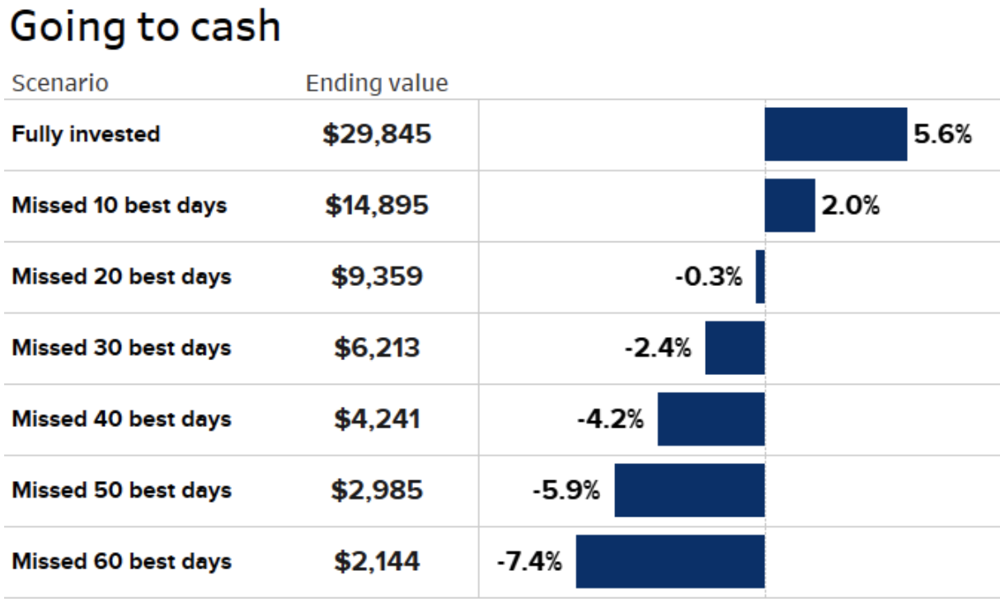 Going to cash
Scenario Ending value
Fully invested $29,845 5.6%
Missed 10 best days $14,895 2.0%
Missed 20 best days $9,359 -0.3%
Missed 30 best days $6,213 -2.4%
Missed 40 best days $4,241 -4.2%
Missed 50 best days $2,985 -5.9%
Missed 60 best days $2,144 -7.4%